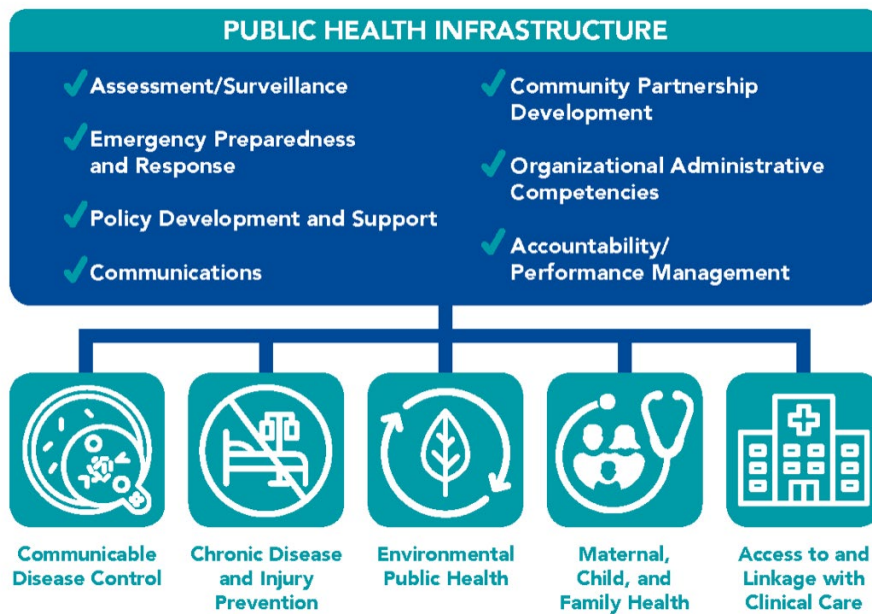 PUBLIC HEALTH INFRASTRUCTURE
Assessment/Surveillance
Emergency Preparedness
and Response
Policy Development and Support
Communications
Community Partnership
Development
Organizational Administrative
Competencies
Accountability/
Performance Management
Communicable
Disease Control
Chronic Disease
and Injury
Prevention
Environmental
Public Health
Maternal,
Child, and
Family Health
Access to and
Linkage with
Clinical Care